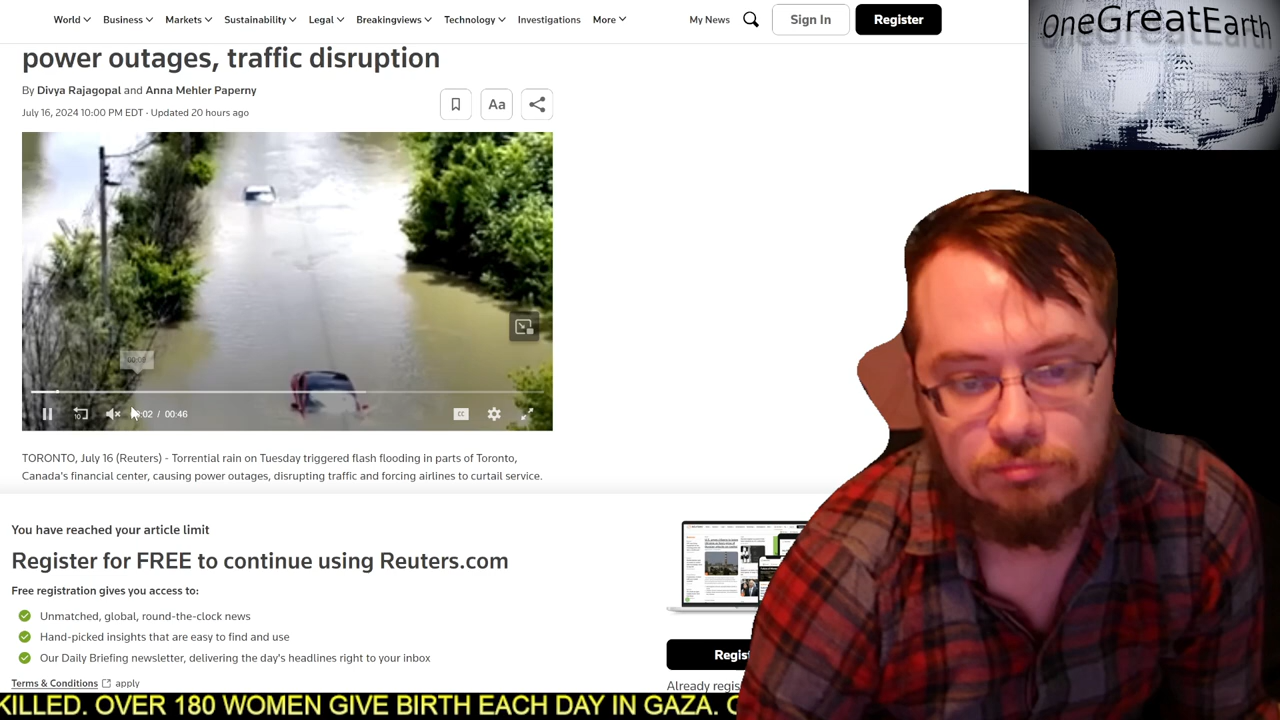 World Business Markets Sustainability Legal Breakingviews Technology Investigations More My News Sign In Register
OneGreatEarth
power outages, traffic disruption
By Divya Rajagopal and Anna Mehler Paperny
Aa
July 16, 2024 10:00 PM EDT · Updated 20 hours ago
10
:02 / 00:46
CC
TORONTO, July 16 (Reuters) - Torrential rain on Tuesday triggered flash flooding in parts of Toronto,
Canada's financial center, causing power outages, disrupting traffic and forcing airlines to curtail service.
You have reached your article limit
Register for FREE to continue using Reuters.com
Free registration gives you access to:
Unmatched, global, round-the-clock news
Hand-picked insights that are easy to find and use
Our Daily Briefing newsletter, delivering the day's headlines right to your inbox
Regist
Terms & Conditions apply
Already regis
KILLED. OVER 180 WOMEN GIVE BIRTH EACH DAY IN GAZA.